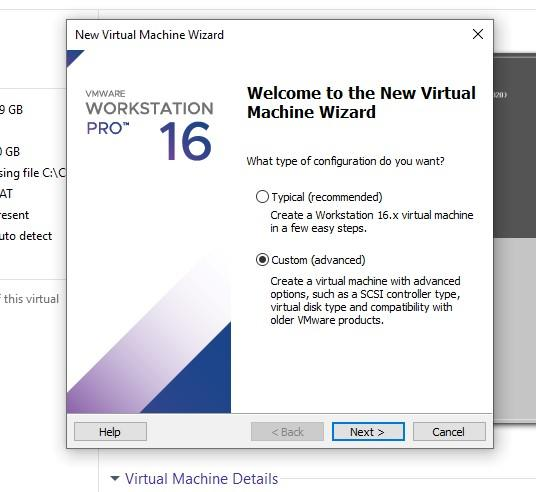 New Virtual Machine Wizard
9 GB
0 GB
sing file C:\C
AT
resent
uto detect
f this virtual
VMWARE
WORKSTATION
PRO™ 16
Welcome to the New Virtual
Machine Wizard
What type of configuration do you want?
Typical (recommended)
Create a Workstation 16.x virtual machine
in a few easy steps.
Custom (advanced)
Create a virtual machine with advanced
options, such as a SCSI controller type,
virtual disk type and compatibility with
older VMware products.
020)
Help
< Back
Next >
Cancel
Virtual Machine Details